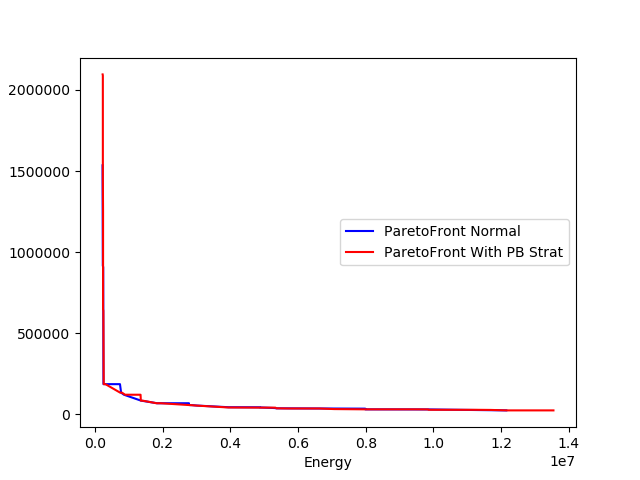 2000000
1500000
1000000
500000
0
ParetoFront Normal
ParetoFront With PB Strat
0.0 0.2 0.4 0.6 0.8 1.0 1.2 1.4
1e7
Energy